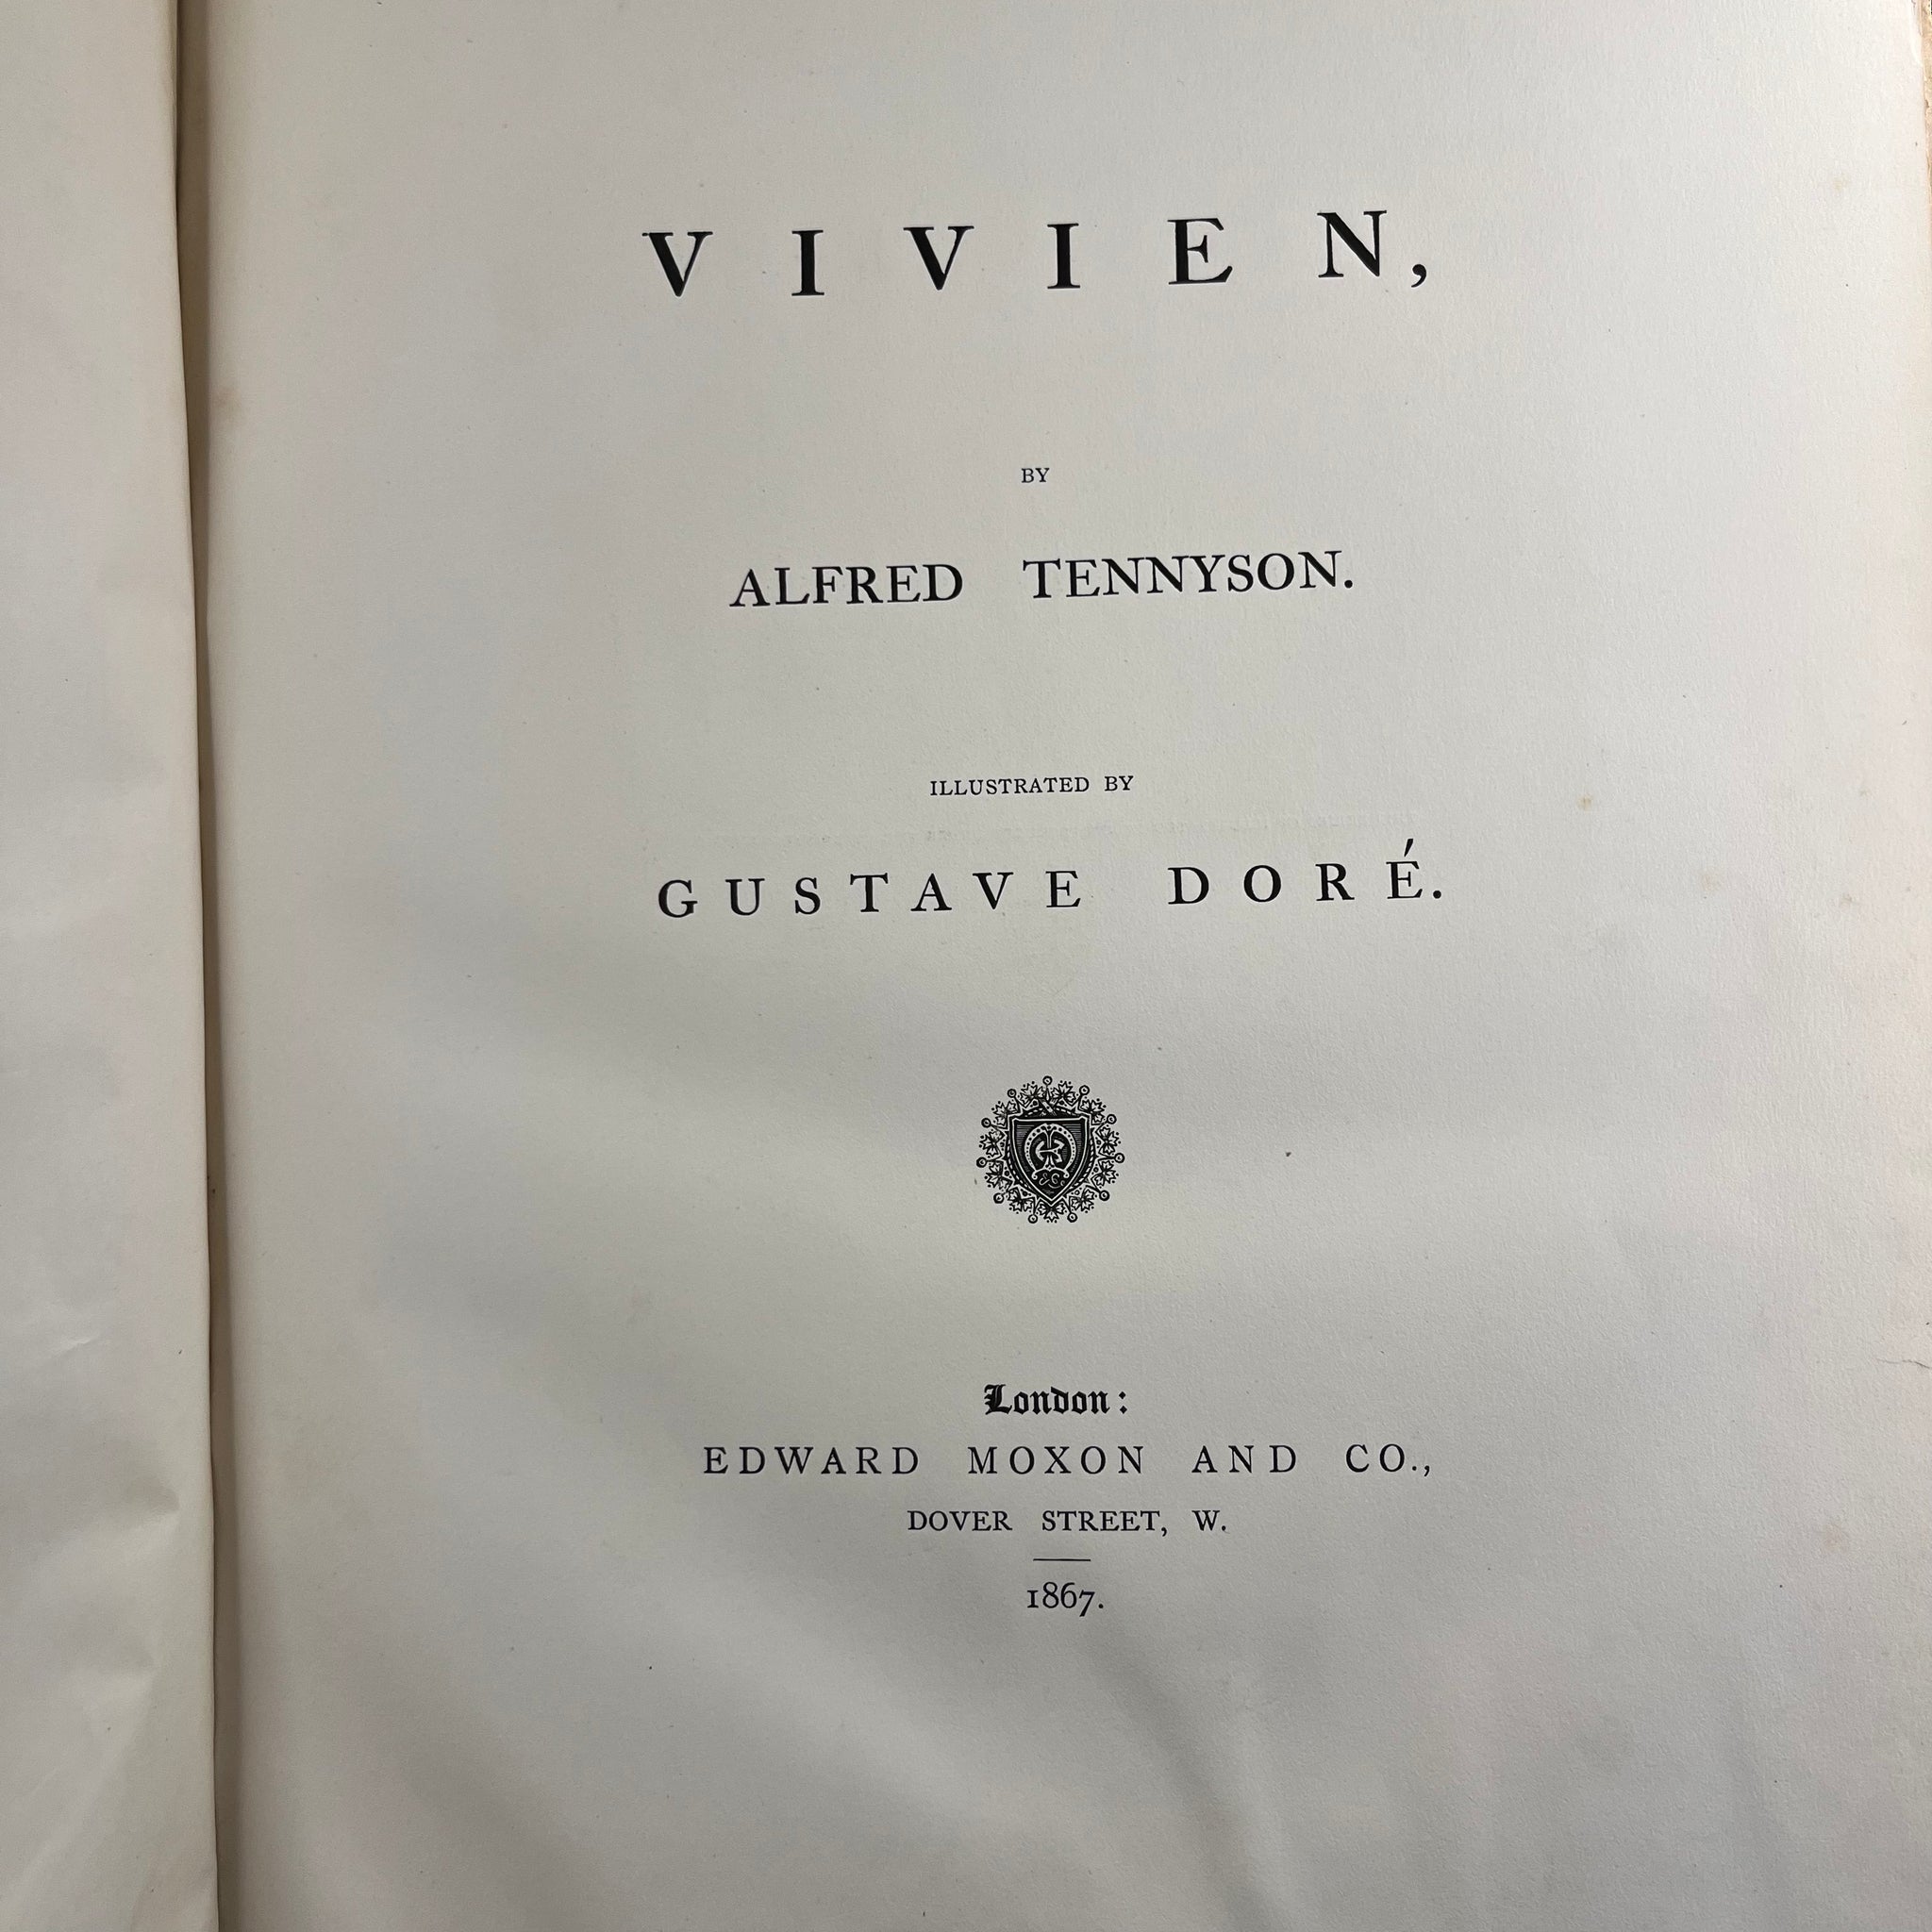 VIVIEN,
BY
ALFRED TENNYSON.
ILLUSTRATED BY
GUSTAVE DORÉ.
London:
EDWARD MOXON AND CO.,
DOVER STREET, W.
1867.